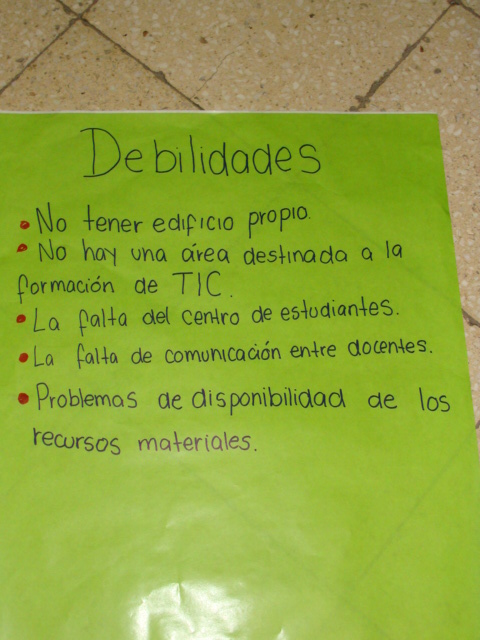 Debilidades
• No tener edificio propio.
• No hay una área destinada a la
formación de TIC.
• La falta del centro de estudiantes.
• La falta de comunicación entre docentes.
• Problemas de disponibilidad de los
recursos materiales.